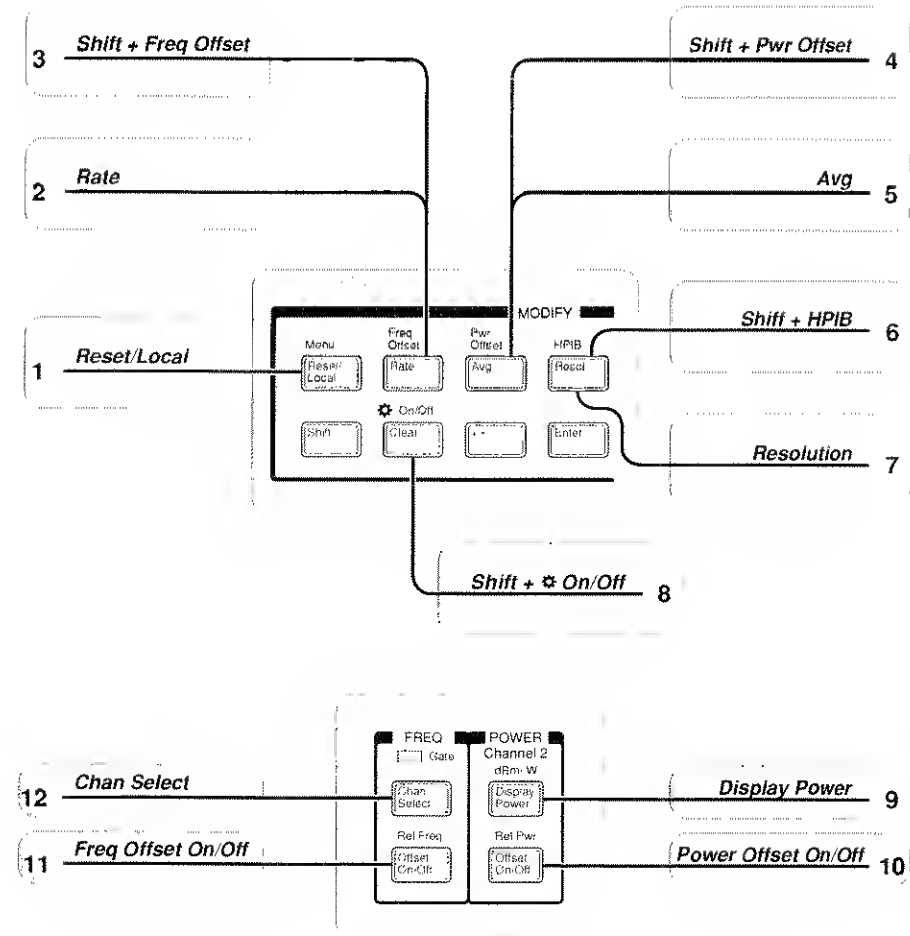 3 Shift + Freq Offset
Shift + Pwr Offset 4
2 Rate
Avg 5
MODIFY
Menu
Freq Offset
Pwr Offset
HPIB
Shift + HPIB 6
1 Reset/Local
Reset/ Local
Rate
Avg
Resol
On/Off
Shift
Clear
Enter
Resolution 7
Shift + ✿ On/Off 8
FREQ
POWER
Gate
Channel 2
dBm/W
12 Chan Select
Chan Select
Display Power
Display Power 9
Rel Freq
Rel Pwr
11 Freq Offset On/Off
Offset On/Off
Offset On/Off
Power Offset On/Off 10